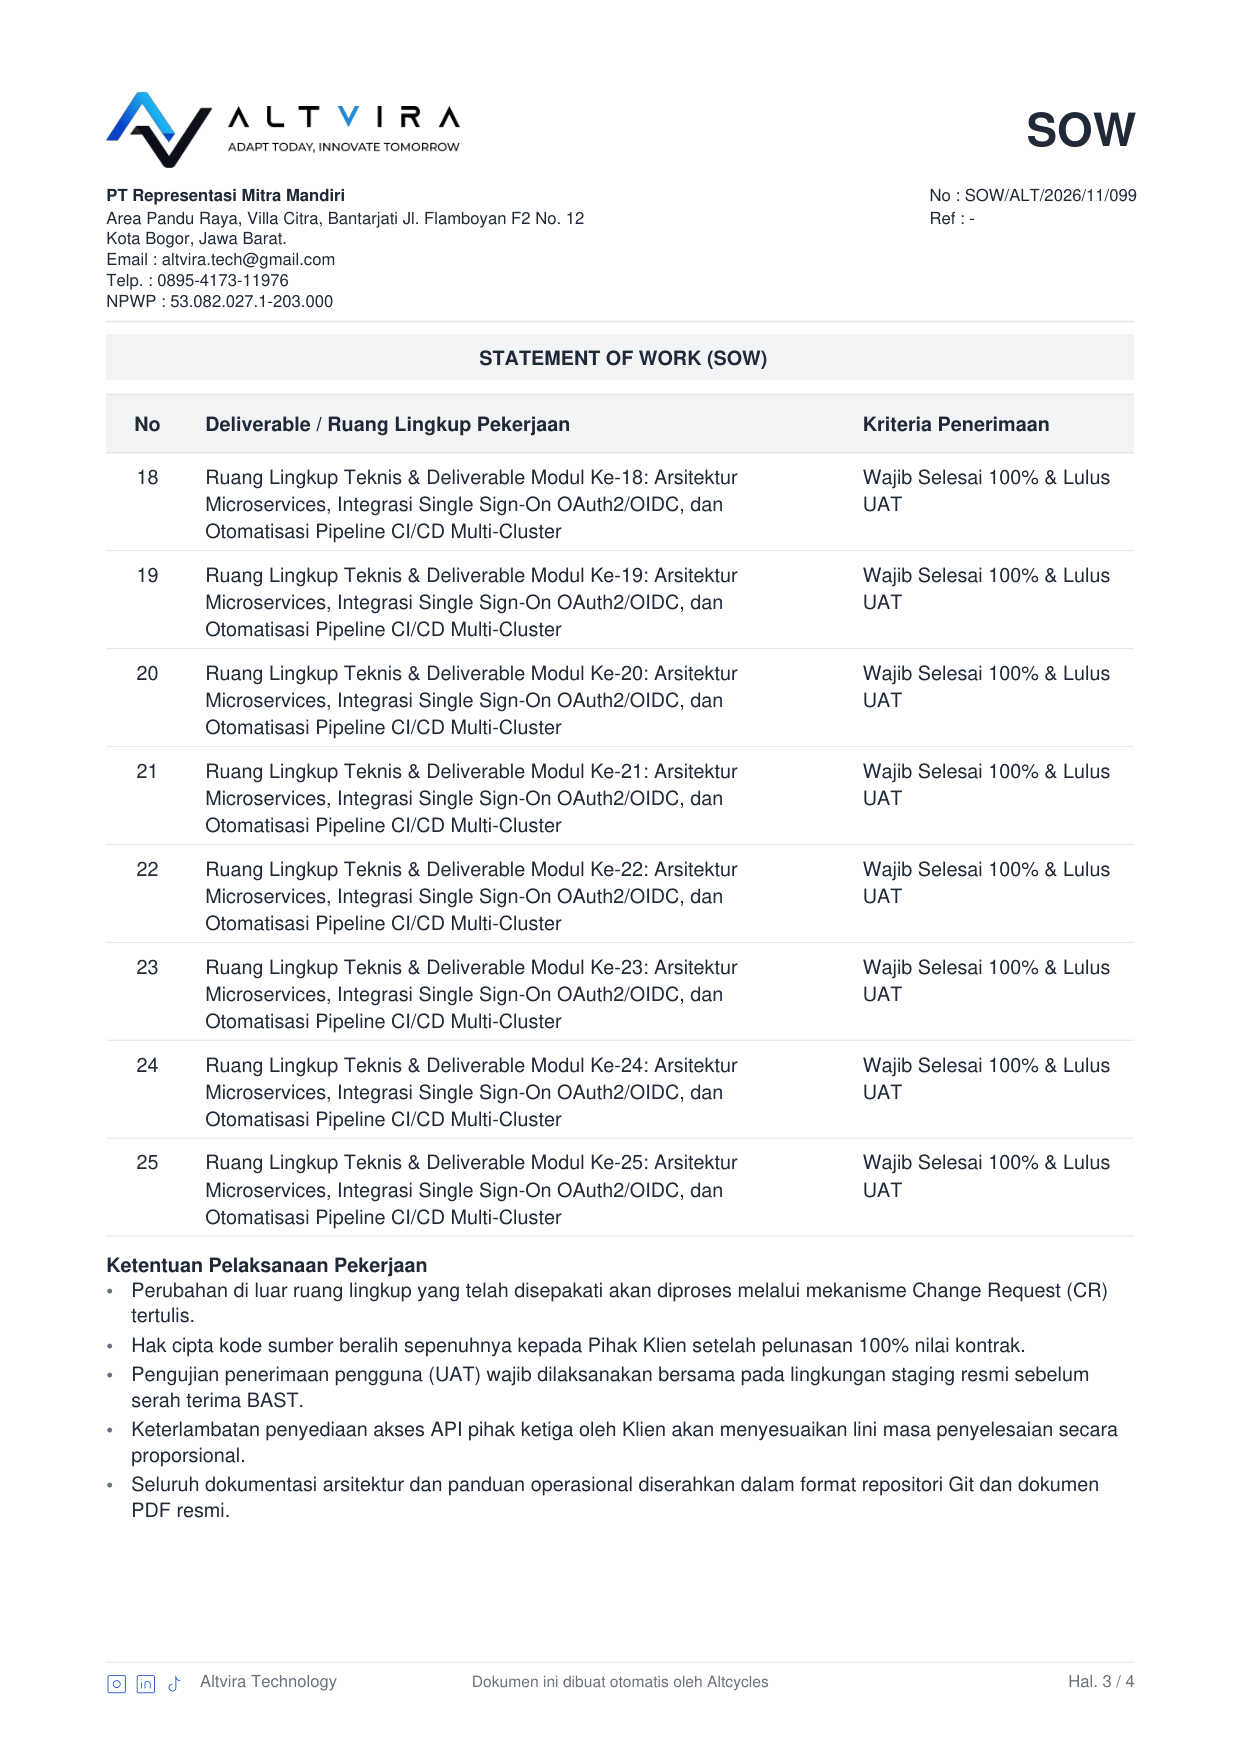 ALTVIRA
ADAPT TODAY, INNOVATE TOMORROW
SOW
PT Representasi Mitra Mandiri
Area Pandu Raya, Villa Citra, Bantarjati Jl. Flamboyan F2 No. 12
Kota Bogor, Jawa Barat.
Email : altvira.tech@gmail.com
Telp. : 0895-4173-11976
NPWP : 53.082.027.1-203.000
No : SOW/ALT/2026/11/099
Ref : -
STATEMENT OF WORK (SOW)
No Deliverable / Ruang Lingkup Pekerjaan Kriteria Penerimaan
18 Ruang Lingkup Teknis & Deliverable Modul Ke-18: Arsitektur Wajib Selesai 100% & Lulus
Microservices, Integrasi Single Sign-On OAuth2/OIDC, dan UAT
Otomatisasi Pipeline CI/CD Multi-Cluster
19 Ruang Lingkup Teknis & Deliverable Modul Ke-19: Arsitektur Wajib Selesai 100% & Lulus
Microservices, Integrasi Single Sign-On OAuth2/OIDC, dan UAT
Otomatisasi Pipeline CI/CD Multi-Cluster
20 Ruang Lingkup Teknis & Deliverable Modul Ke-20: Arsitektur Wajib Selesai 100% & Lulus
Microservices, Integrasi Single Sign-On OAuth2/OIDC, dan UAT
Otomatisasi Pipeline CI/CD Multi-Cluster
21 Ruang Lingkup Teknis & Deliverable Modul Ke-21: Arsitektur Wajib Selesai 100% & Lulus
Microservices, Integrasi Single Sign-On OAuth2/OIDC, dan UAT
Otomatisasi Pipeline CI/CD Multi-Cluster
22 Ruang Lingkup Teknis & Deliverable Modul Ke-22: Arsitektur Wajib Selesai 100% & Lulus
Microservices, Integrasi Single Sign-On OAuth2/OIDC, dan UAT
Otomatisasi Pipeline CI/CD Multi-Cluster
23 Ruang Lingkup Teknis & Deliverable Modul Ke-23: Arsitektur Wajib Selesai 100% & Lulus
Microservices, Integrasi Single Sign-On OAuth2/OIDC, dan UAT
Otomatisasi Pipeline CI/CD Multi-Cluster
24 Ruang Lingkup Teknis & Deliverable Modul Ke-24: Arsitektur Wajib Selesai 100% & Lulus
Microservices, Integrasi Single Sign-On OAuth2/OIDC, dan UAT
Otomatisasi Pipeline CI/CD Multi-Cluster
25 Ruang Lingkup Teknis & Deliverable Modul Ke-25: Arsitektur Wajib Selesai 100% & Lulus
Microservices, Integrasi Single Sign-On OAuth2/OIDC, dan UAT
Otomatisasi Pipeline CI/CD Multi-Cluster
Ketentuan Pelaksanaan Pekerjaan
• Perubahan di luar ruang lingkup yang telah disepakati akan diproses melalui mekanisme Change Request (CR)
tertulis.
• Hak cipta kode sumber beralih sepenuhnya kepada Pihak Klien setelah pelunasan 100% nilai kontrak.
• Pengujian penerimaan pengguna (UAT) wajib dilaksanakan bersama pada lingkungan staging resmi sebelum
serah terima BAST.
• Keterlambatan penyediaan akses API pihak ketiga oleh Klien akan menyesuaikan lini masa penyelesaian secara
proporsional.
• Seluruh dokumentasi arsitektur dan panduan operasional diserahkan dalam format repositori Git dan dokumen
PDF resmi.
Altvira Technology Dokumen ini dibuat otomatis oleh Altcycles Hal. 3 / 4